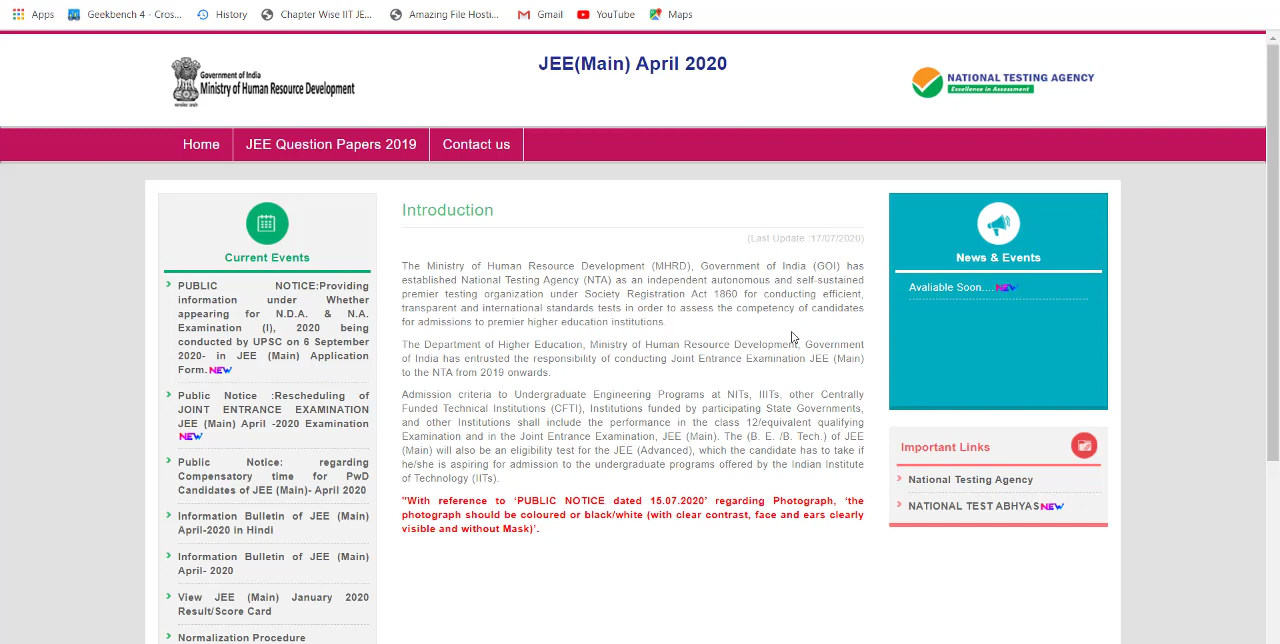 Apps Geekbench 4 - Cros... History Chapter Wise IIT JE... Amazing File Hosti... Gmail YouTube Maps
Government of India
Ministry of Human Resource Development
JEE(Main) April 2020
NATIONAL TESTING AGENCY
Excellence in Assessment
Home JEE Question Papers 2019 Contact us
Current Events
PUBLIC NOTICE:Providing
information under Whether
appearing for N.D.A. & N.A.
Examination (I), 2020 being
conducted by UPSC on 6 September
2020- in JEE (Main) Application
Form. NEW
Public Notice :Rescheduling of
JOINT ENTRANCE EXAMINATION
JEE (Main) April -2020 Examination
NEW
Public Notice: regarding
Compensatory time for PwD
Candidates of JEE (Main)- April 2020
Information Bulletin of JEE (Main)
April-2020 in Hindi
Information Bulletin of JEE (Main)
April- 2020
View JEE (Main) January 2020
Result/Score Card
Normalization Procedure
Introduction
(Last Update :17/07/2020)
The Ministry of Human Resource Development (MHRD), Government of India (GOI) has
established National Testing Agency (NTA) as an independent autonomous and self-sustained
premier testing organization under Society Registration Act 1860 for conducting efficient,
transparent and international standards tests in order to assess the competency of candidates
for admissions to premier higher education institutions.
The Department of Higher Education, Ministry of Human Resource Development, Government
of India has entrusted the responsibility of conducting Joint Entrance Examination JEE (Main)
to the NTA from 2019 onwards.
Admission criteria to Undergraduate Engineering Programs at NITs, IIITs, other Centrally
Funded Technical Institutions (CFTI), Institutions funded by participating State Governments,
and other Institutions shall include the performance in the class 12/equivalent qualifying
Examination and in the Joint Entrance Examination, JEE (Main). The (B. E. /B. Tech.) of JEE
(Main) will also be an eligibility test for the JEE (Advanced), which the candidate has to take if
he/she is aspiring for admission to the undergraduate programs offered by the Indian Institute
of Technology (IITs).
"With reference to ‘PUBLIC NOTICE dated 15.07.2020’ regarding Photograph, ‘the
photograph should be coloured or black/white (with clear contrast, face and ears clearly
visible and without Mask)’.
News & Events
Avaliable Soon.... NEW
Important Links
National Testing Agency
NATIONAL TEST ABHYAS NEW